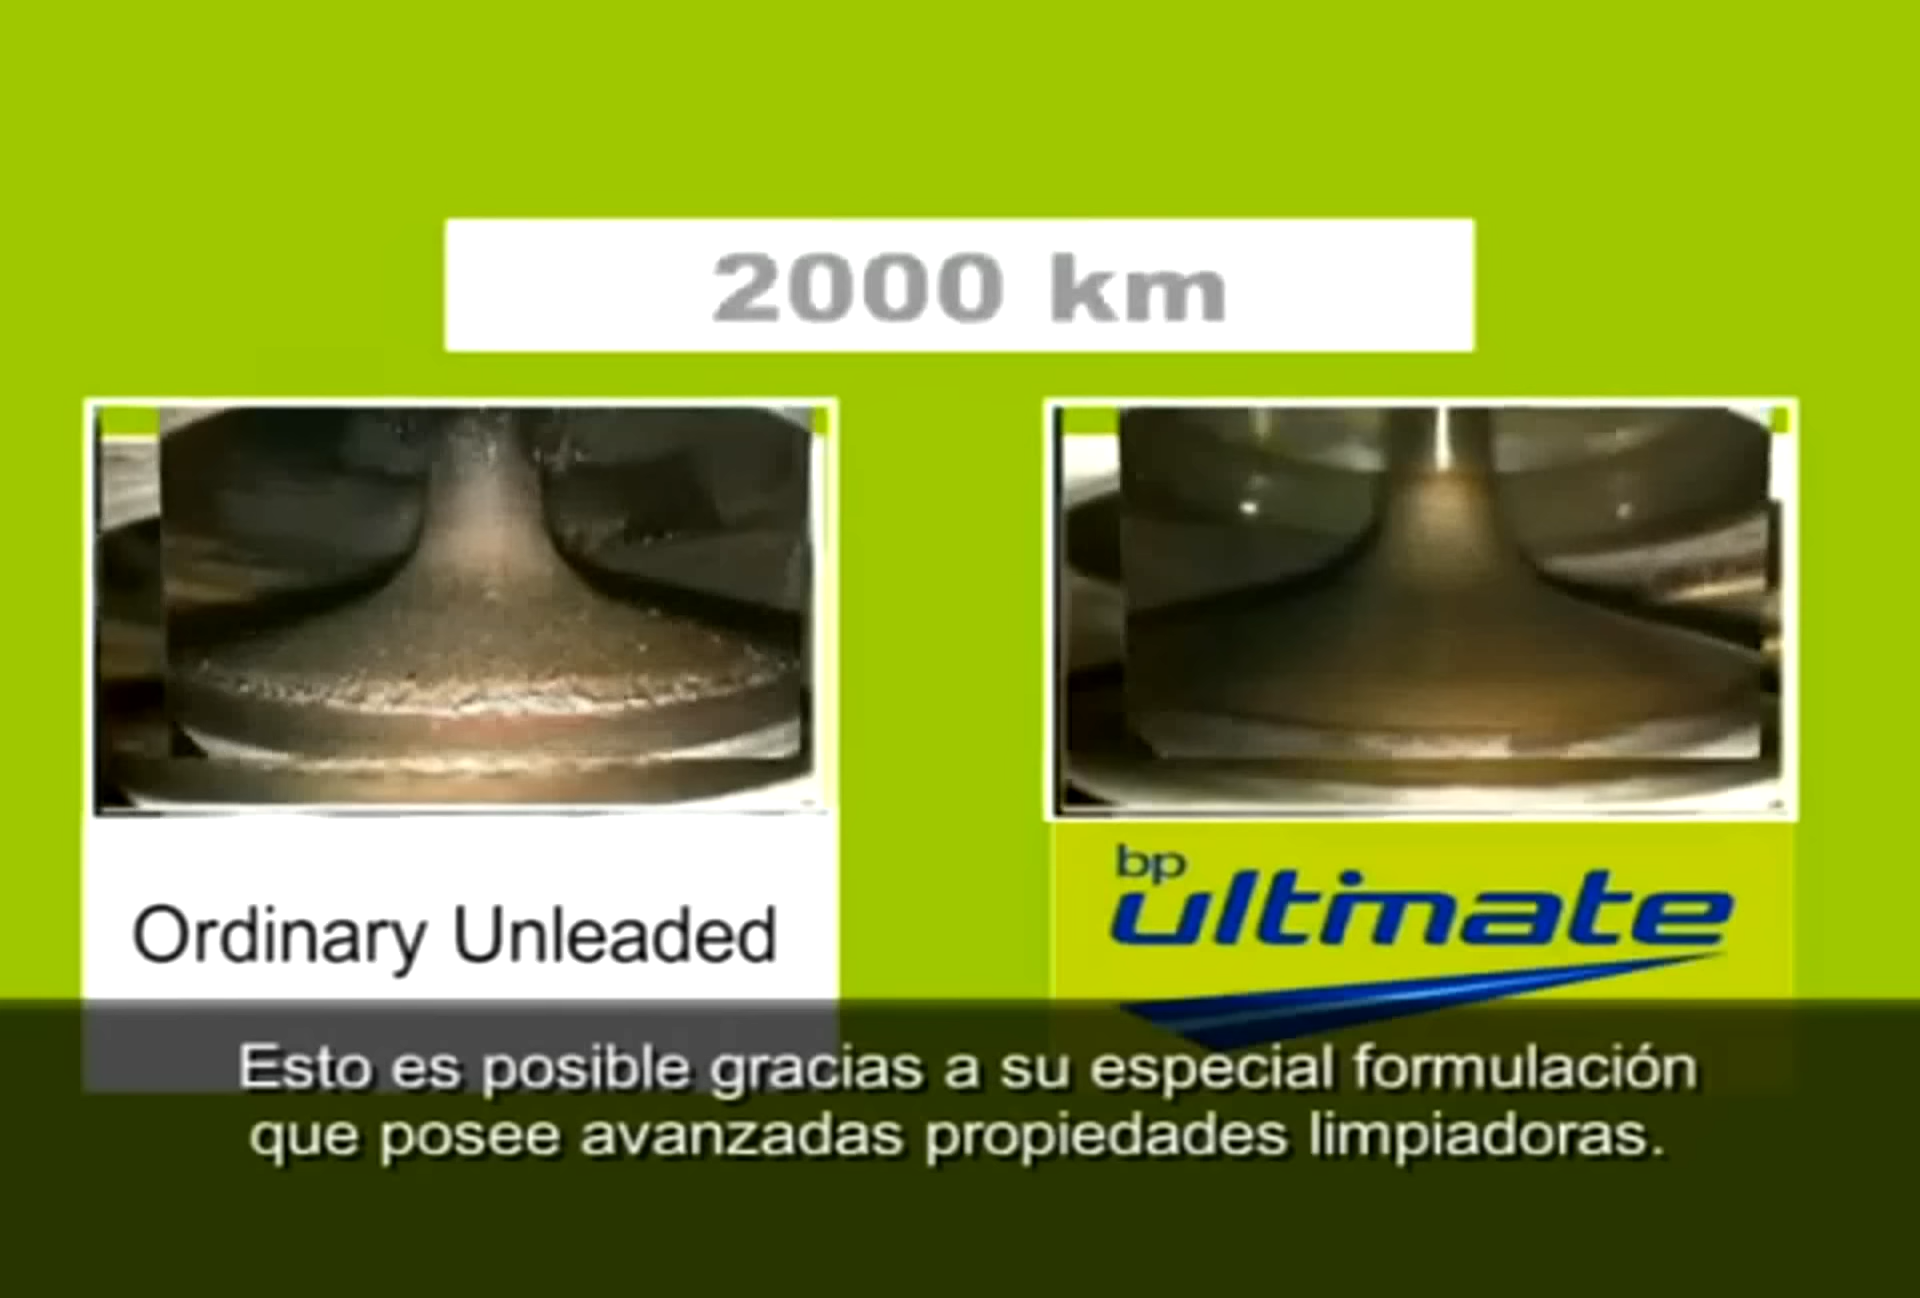 2000 km
Ordinary Unleaded
bp
ultimate
Esto es posible gracias a su especial formulación
que posee avanzadas propiedades limpiadoras.